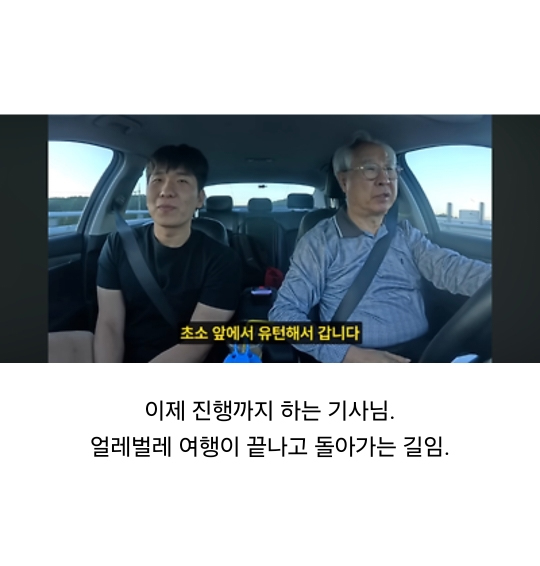 초소 앞에서 유턴해서 갑니다
이제 진행까지 하는 기사님.
얼레벌레 여행이 끝나고 돌아가는 길임.